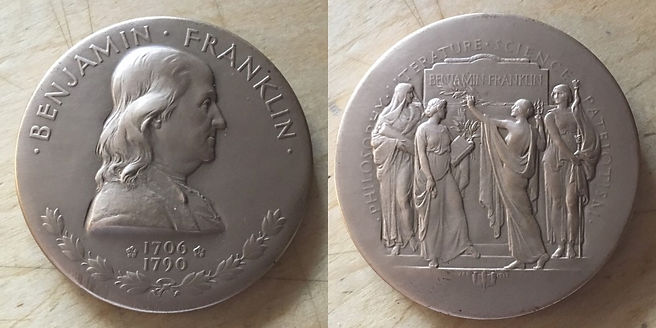 · BENJAMIN · FRANKLIN ·
1706
1790
PHILOSOPHY · LITERATURE · SCIENCE · PATRIOTISM
BENJAMIN FRANKLIN